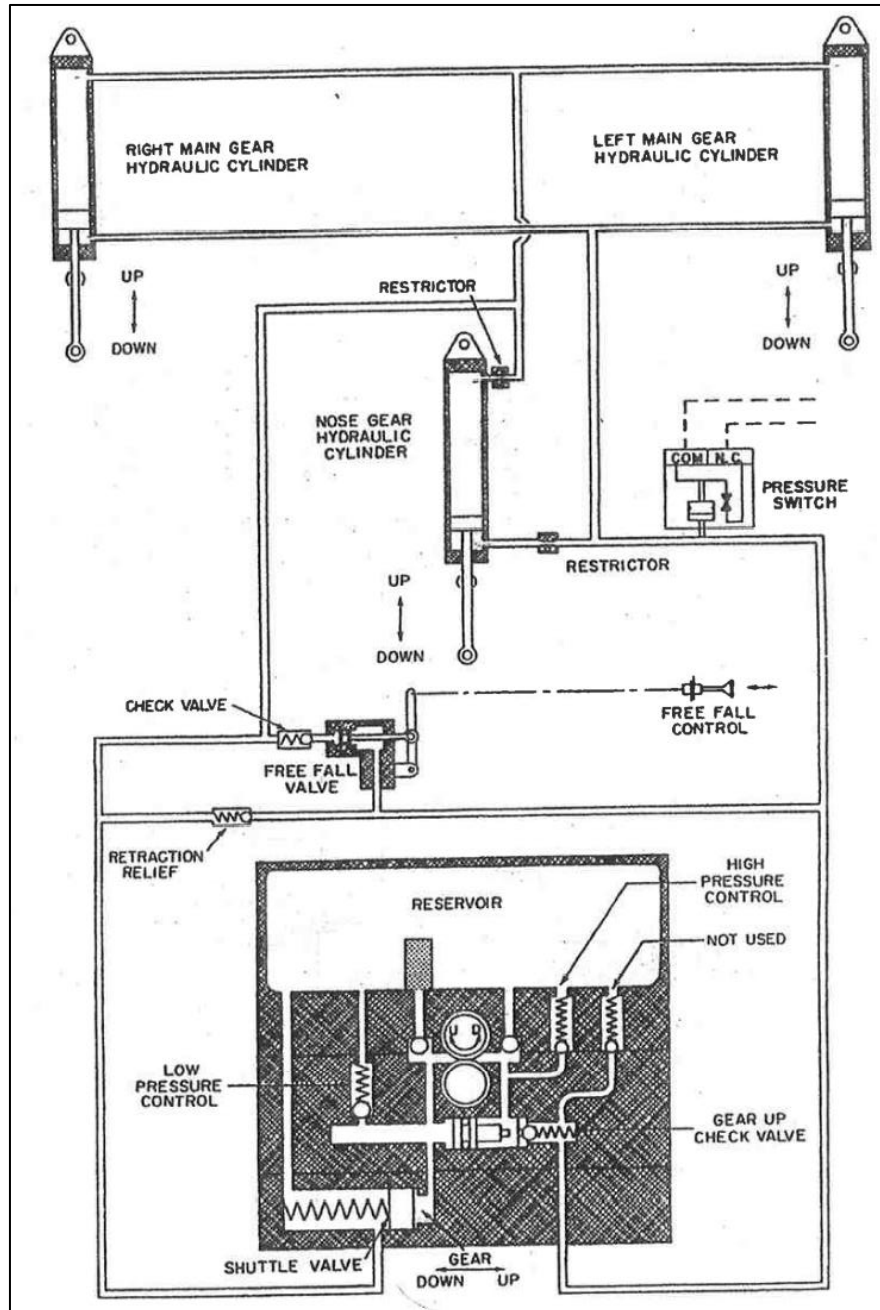 RIGHT MAIN GEAR
HYDRAULIC CYLINDER
LEFT MAIN GEAR
HYDRAULIC CYLINDER
UP
DOWN
RESTRICTOR
UP
DOWN
NOSE GEAR
HYDRAULIC
CYLINDER
COM N.C.
PRESSURE
SWITCH
RESTRICTOR
UP
DOWN
CHECK VALVE
FREE FALL
CONTROL
FREE FALL
VALVE
RETRACTION
RELIEF
HIGH
PRESSURE
CONTROL
RESERVOIR
NOT USED
LOW
PRESSURE
CONTROL
GEAR UP
CHECK VALVE
SHUTTLE VALVE
GEAR
DOWN UP